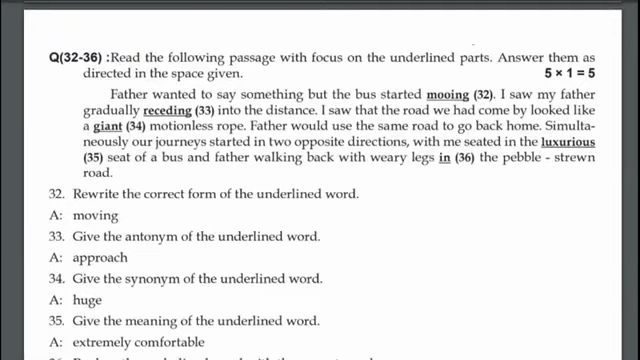 Q(32-36) :Read the following passage with focus on the underlined parts. Answer them as
directed in the space given. 5 × 1 = 5
Father wanted to say something but the bus started mooing (32). I saw my father
gradually receding (33) into the distance. I saw that the road we had come by looked like
a giant (34) motionless rope. Father would use the same road to go back home. Simulta-
neously our journeys started in two opposite directions, with me seated in the luxurious
(35) seat of a bus and father walking back with weary legs in (36) the pebble - strewn
road.
32. Rewrite the correct form of the underlined word.
A: moving
33. Give the antonym of the underlined word.
A: approach
34. Give the synonym of the underlined word.
A: huge
35. Give the meaning of the underlined word.
A: extremely comfortable